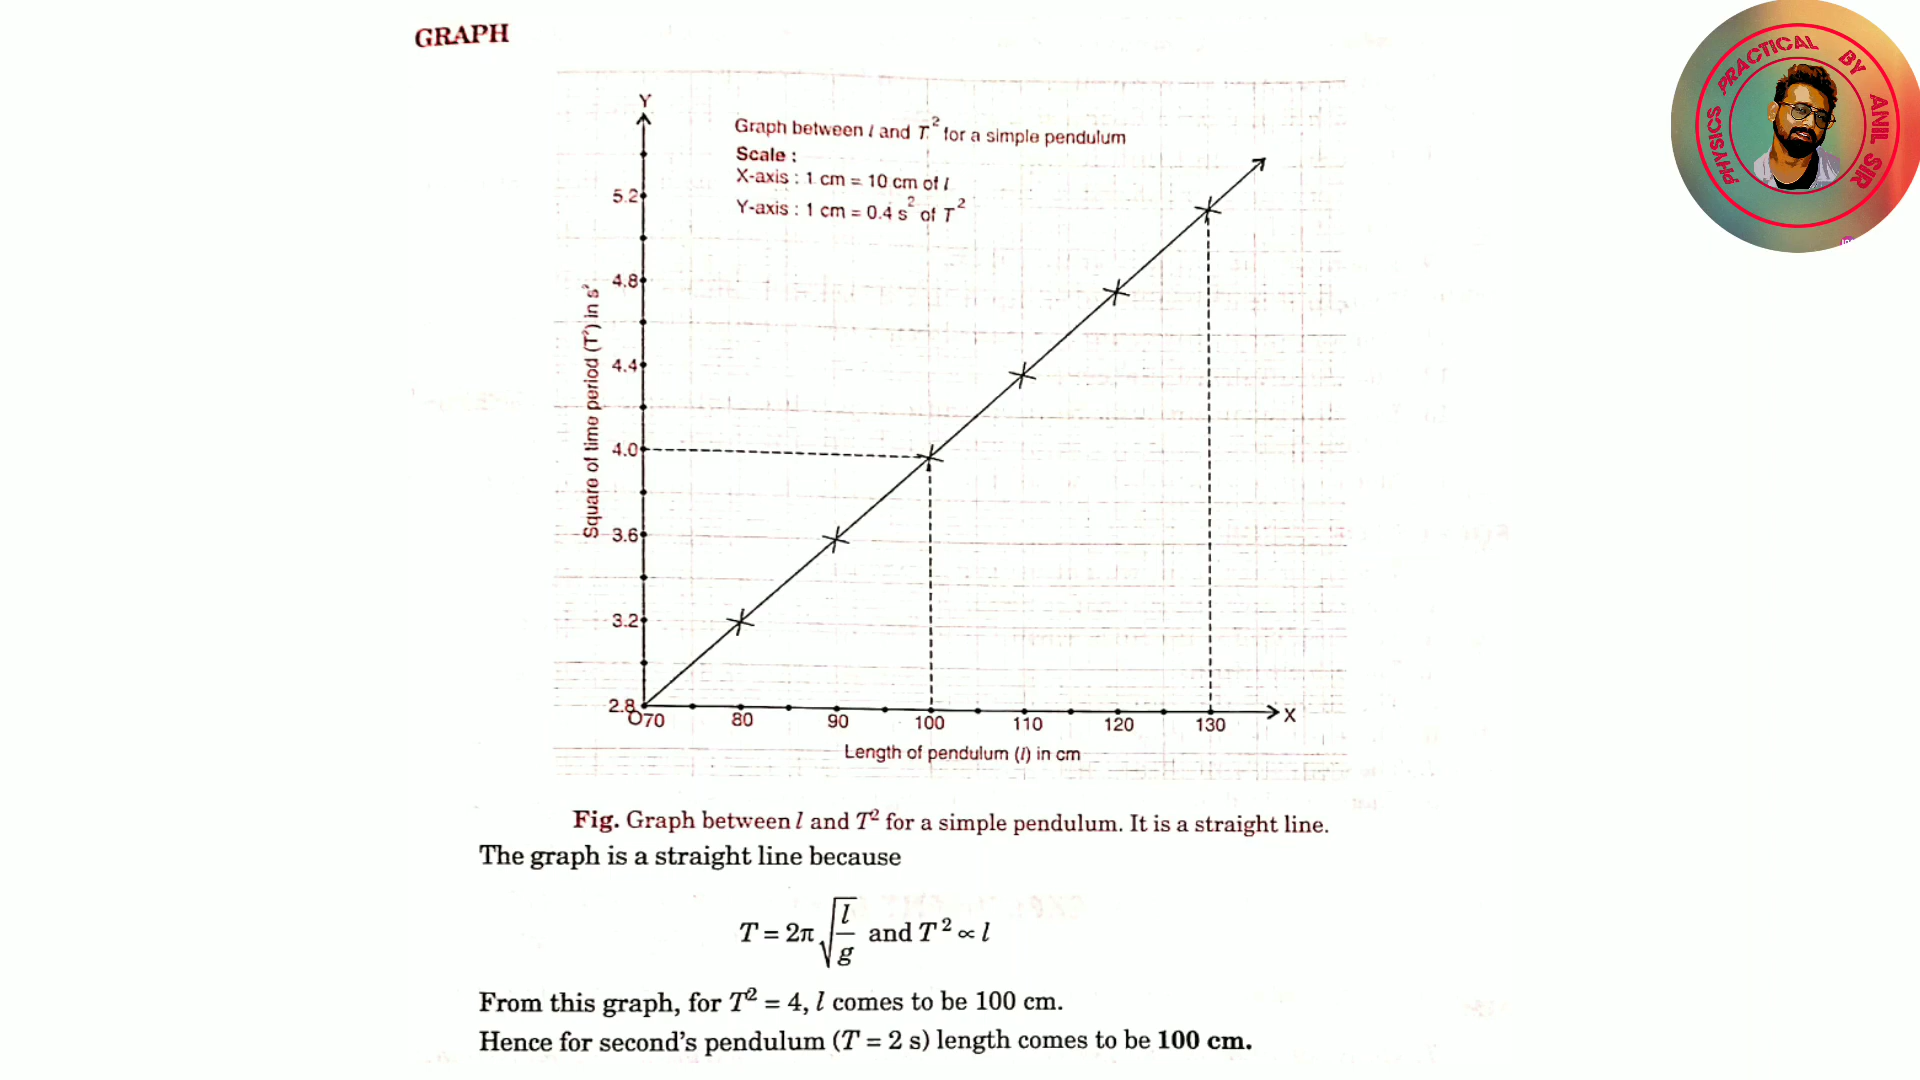 GRAPH
PHYSICS PRACTICAL BY ANIL SIR
Y
Graph between l and T² for a simple pendulum
Scale :
X-axis : 1 cm = 10 cm of l
Y-axis : 1 cm = 0.4 s² of T²
5.2
4.8
4.4
4.0
3.6
3.2
2.8
Square of time period (T²) in s²
O 70 80 90 100 110 120 130 X
Length of pendulum (l) in cm
Fig. Graph between l and T² for a simple pendulum. It is a straight line.
The graph is a straight line because
T = 2π √(l/g) and T² ∝ l
From this graph, for T² = 4, l comes to be 100 cm.
Hence for second's pendulum (T = 2 s) length comes to be 100 cm.